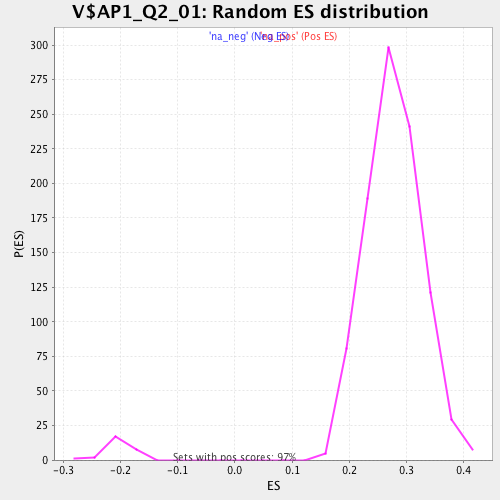 V$AP1_Q2_01: Random ES distribution
'na_neg' (Neg ES) 'na_pos' (Pos ES)
300
275
250
225
200
175
150
125
100
75
50
25
0
P(ES)
Sets with pos scores: 97%
-0.3 -0.2 -0.1 0.0 0.1 0.2 0.3 0.4
ES